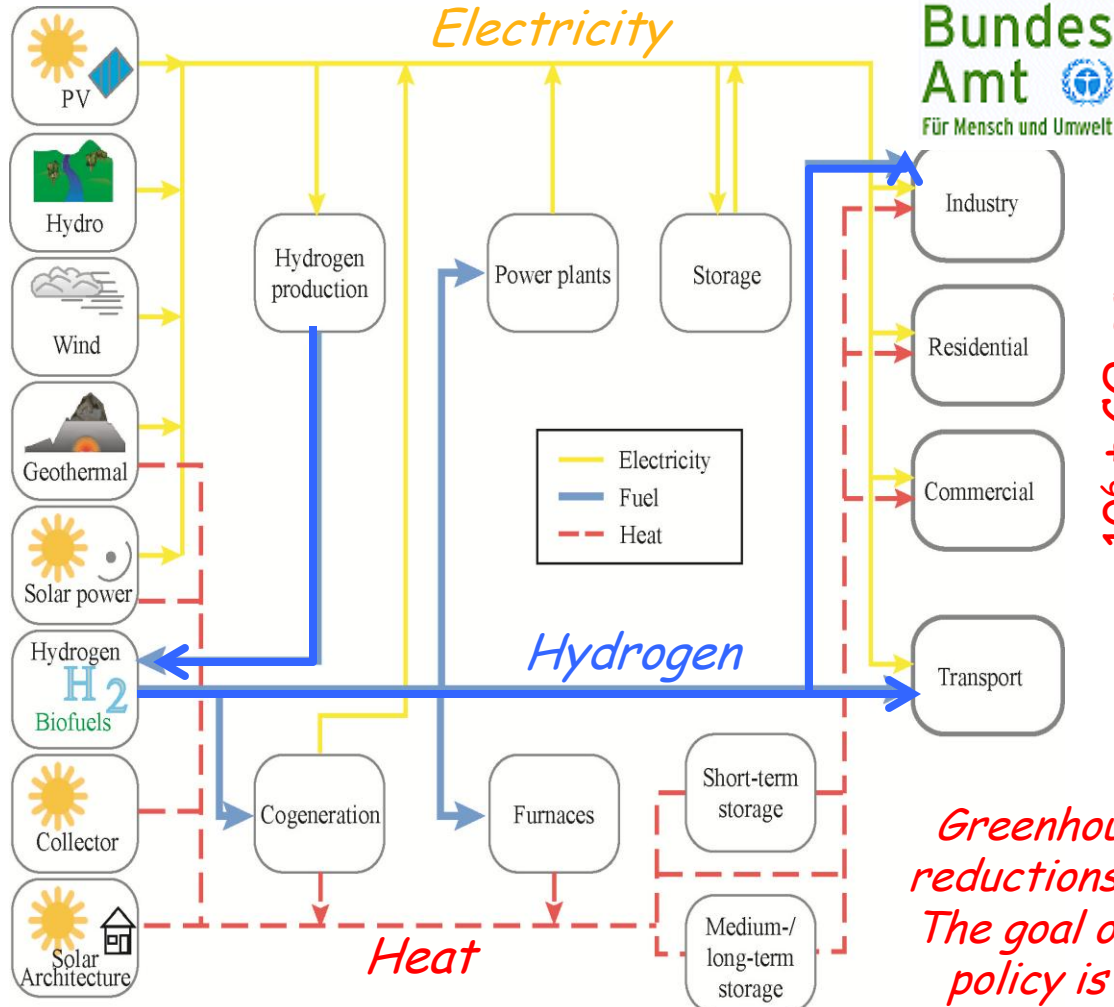 Electricity
Bundes
Amt
Für Mensch und Umwelt
PV
Hydro
Wind
Geothermal
Solar power
Hydrogen
H2
Biofuels
Collector
Solar
Architecture
Hydrogen
production
Power plants
Storage
Electricity
Fuel
Heat
Hydrogen
Cogeneration
Furnaces
Short-term
storage
Medium-/
long-term
storage
Heat
Industry
Residential
Commercial
Transport
reductions
The goal o
policy is